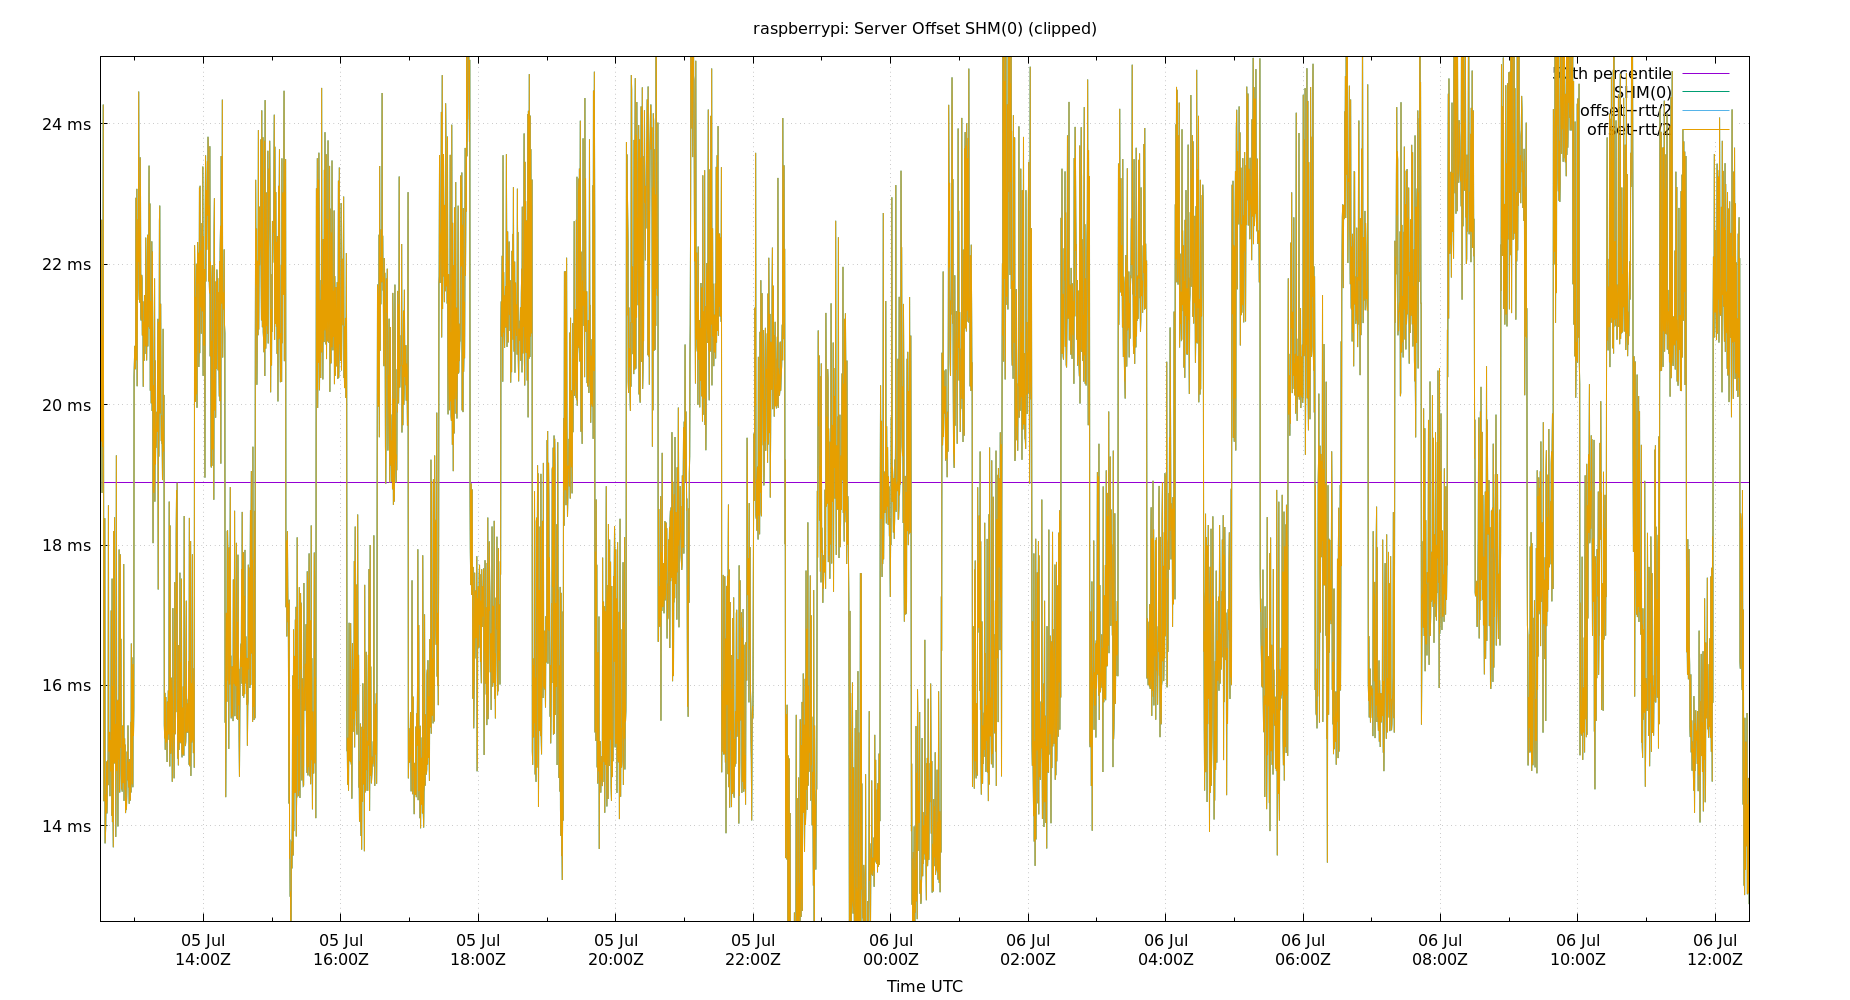 raspberrypi: Server Offset SHM(0) (clipped)
50th percentile
SHM(0)
offset+rtt/2
offset-rtt/2
24 ms
22 ms
20 ms
18 ms
16 ms
14 ms
05 Jul 05 Jul 05 Jul 05 Jul 05 Jul 06 Jul 06 Jul 06 Jul 06 Jul 06 Jul 06 Jul 06 Jul
14:00Z 16:00Z 18:00Z 20:00Z 22:00Z 00:00Z 02:00Z 04:00Z 06:00Z 08:00Z 10:00Z 12:00Z
Time UTC